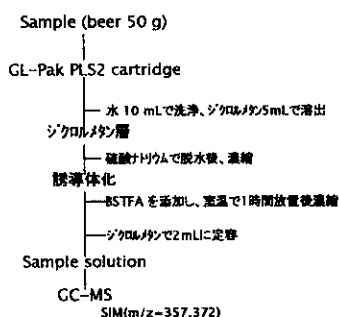 Sample (beer 50 g)
GL-Pak PLS2 cartridge
水 10 mLで洗浄、ジクロルメタン5mLで溶出
ジクロルメタン層
硫酸ナトリウムで脱水後、濃縮
誘導体化
BSTFA を添加し、室温で1時間放置後濃縮
ジクロルメタンで2mLに定容
Sample solution
GC-MS
SIM(m/z=357,372)